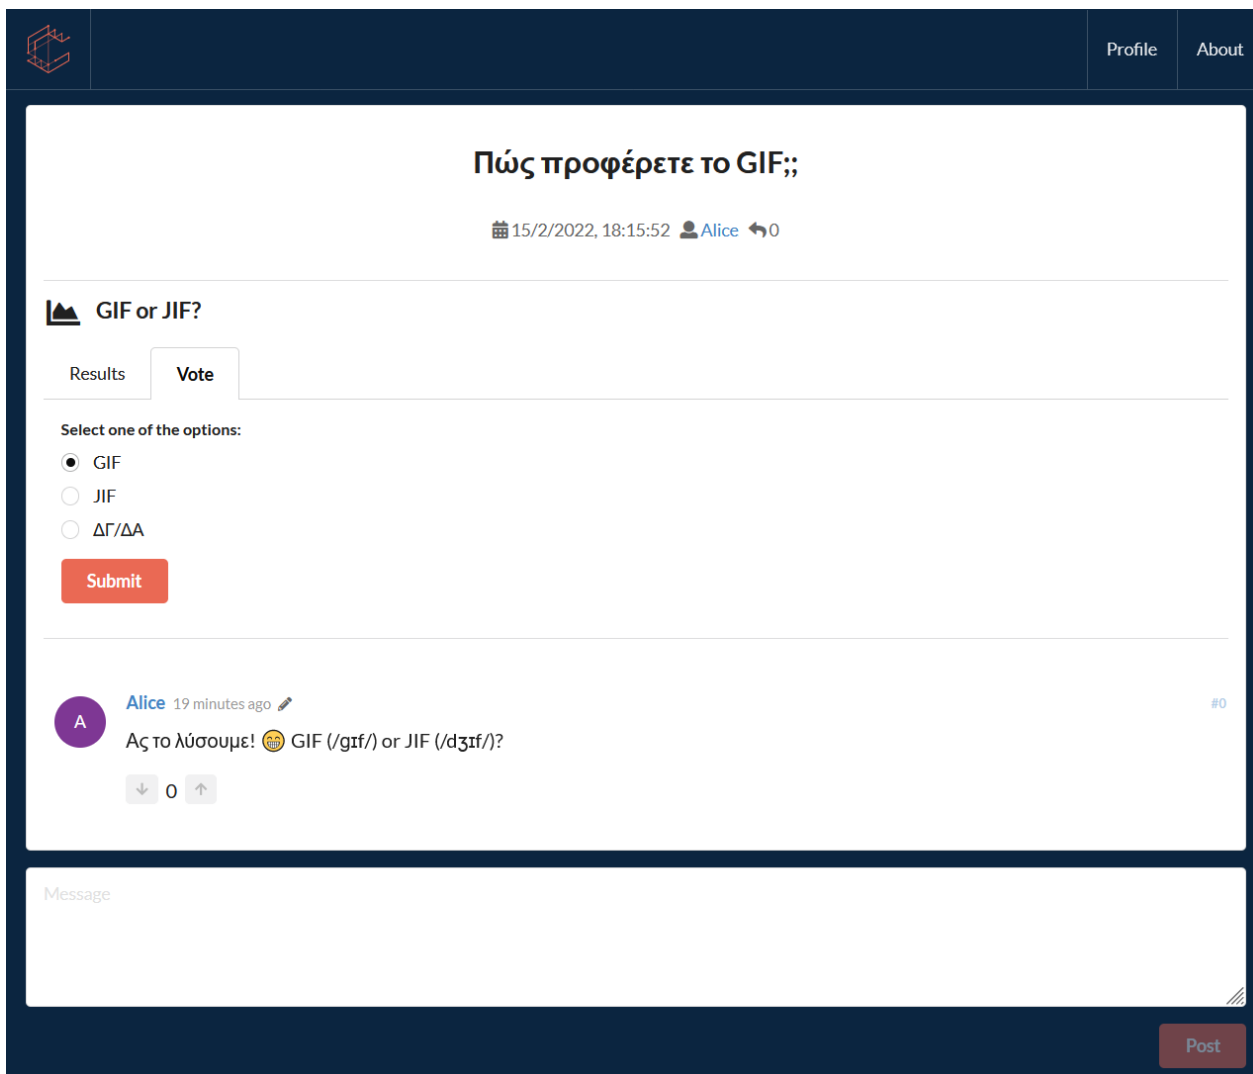 Profile
About
Πώς προφέρετε το GIF;;
15/2/2022, 18:15:52 Alice 0
GIF or JIF?
Results
Vote
Select one of the options:
GIF
JIF
ΔΓ/ΔΑ
Submit
Alice 19 minutes ago
#0
Ας το λύσουμε! 😁 GIF (/gɪf/) or JIF (/dʒɪf/)?
0
Message
Post